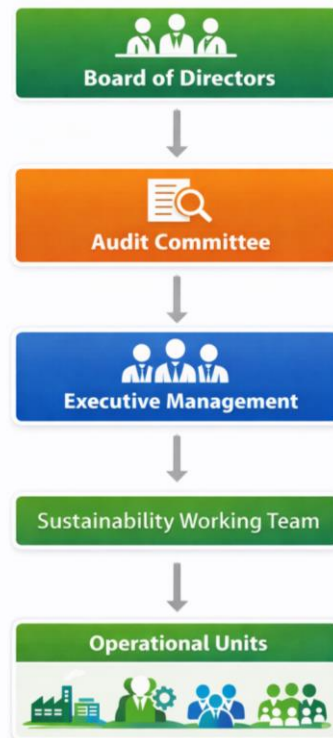 Board of Directors
Audit Committee
Executive Management
Sustainability Working Team
Operational Units